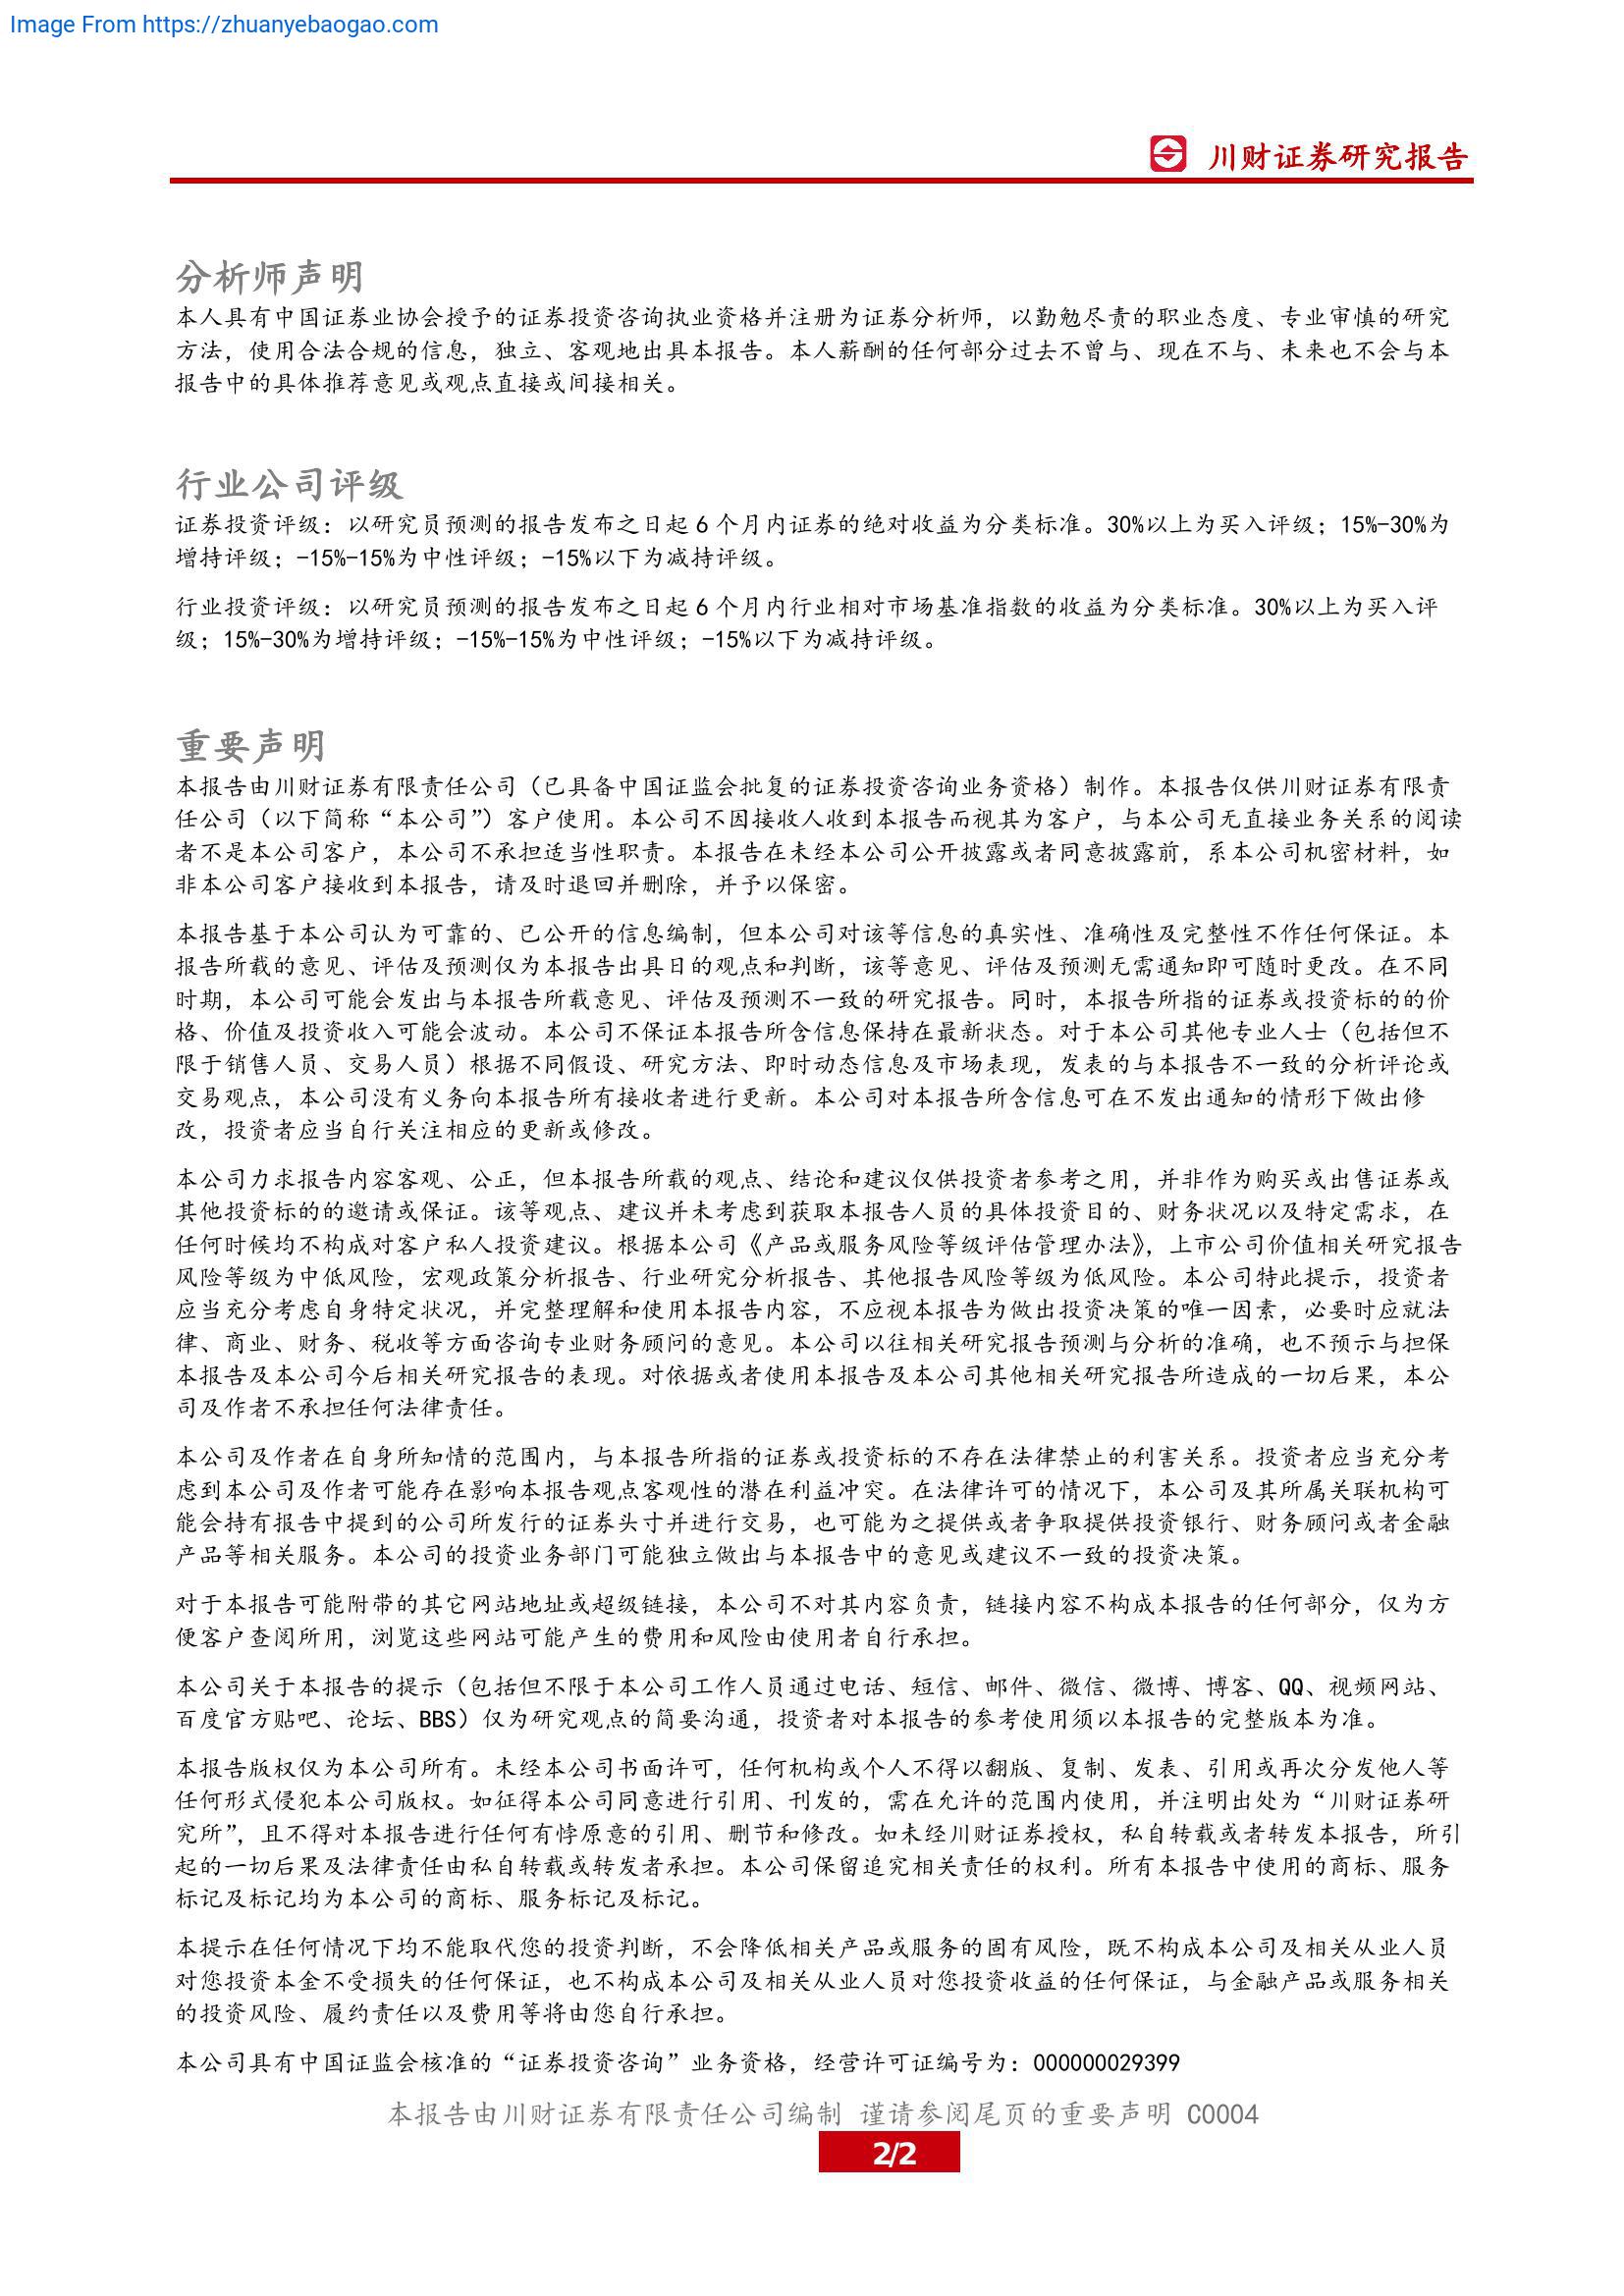 Image From https://zhuanyebaogao.com
川财证券研究报告
分析师声明
本人具有中国证券业协会授予的证券投资咨询执业资格并注册为证券分析师，以勤勉尽责的职业态度、专业审慎的研究
方法，使用合法合规的信息，独立、客观地出具本报告。本人薪酬的任何部分过去不曾与、现在不与、未来也不会与本
报告中的具体推荐意见或观点直接或间接相关。
行业公司评级
证券投资评级：以研究员预测的报告发布之日起 6 个月内证券的绝对收益为分类标准。30%以上为买入评级；15%-30%为
增持评级；-15%-15%为中性评级；-15%以下为减持评级。
行业投资评级：以研究员预测的报告发布之日起 6 个月内行业相对市场基准指数的收益为分类标准。30%以上为买入评
级；15%-30%为增持评级；-15%-15%为中性评级；-15%以下为减持评级。
重要声明
本报告由川财证券有限责任公司（已具备中国证监会批复的证券投资咨询业务资格）制作。本报告仅供川财证券有限责
任公司（以下简称“本公司”）客户使用。本公司不因接收人收到本报告而视其为客户，与本公司无直接业务关系的阅读
者不是本公司客户，本公司不承担适当性职责。本报告在未经本公司公开披露或者同意披露前，系本公司机密材料，如
非本公司客户接收到本报告，请及时退回并删除，并予以保密。
本报告基于本公司认为可靠的、已公开的信息编制，但本公司对该等信息的真实性、准确性及完整性不作任何保证。本
报告所载的意见、评估及预测仅为本报告出具日的观点和判断，该等意见、评估及预测无需通知即可随时更改。在不同
时期，本公司可能会发出与本报告所载意见、评估及预测不一致的研究报告。同时，本报告所指的证券或投资标的的价
格、价值及投资收入可能会波动。本公司不保证本报告所含信息保持在最新状态。对于本公司其他专业人士（包括但不
限于销售人员、交易人员）根据不同假设、研究方法、即时动态信息及市场表现，发表的与本报告不一致的分析评论或
交易观点，本公司没有义务向本报告所有接收者进行更新。本公司对本报告所含信息可在不发出通知的情形下做出修
改，投资者应当自行关注相应的更新或修改。
本公司力求报告内容客观、公正，但本报告所载的观点、结论和建议仅供投资者参考之用，并非作为购买或出售证券或
其他投资标的的邀请或保证。该等观点、建议并未考虑到获取本报告人员的具体投资目的、财务状况以及特定需求，在
任何时候均不构成对客户私人投资建议。根据本公司《产品或服务风险等级评估管理办法》，上市公司价值相关研究报告
风险等级为中低风险，宏观政策分析报告、行业研究分析报告、其他报告风险等级为低风险。本公司特此提示，投资者
应当充分考虑自身特定状况，并完整理解和使用本报告内容，不应视本报告为做出投资决策的唯一因素，必要时应就法
律、商业、财务、税收等方面咨询专业财务顾问的意见。本公司以往相关研究报告预测与分析的准确，也不预示与担保
本报告及本公司今后相关研究报告的表现。对依据或者使用本报告及本公司其他相关研究报告所造成的一切后果，本公
司及作者不承担任何法律责任。
本公司及作者在自身所知情的范围内，与本报告所指的证券或投资标的不存在法律禁止的利害关系。投资者应当充分考
虑到本公司及作者可能存在影响本报告观点客观性的潜在利益冲突。在法律许可的情况下，本公司及其所属关联机构可
能会持有报告中提到的公司所发行的证券头寸并进行交易，也可能为之提供或者争取提供投资银行、财务顾问或者金融
产品等相关服务。本公司的投资业务部门可能独立做出与本报告中的意见或建议不一致的投资决策。
对于本报告可能附带的其它网站地址或超级链接，本公司不对其内容负责，链接内容不构成本报告的任何部分，仅为方
便客户查阅所用，浏览这些网站可能产生的费用和风险由使用者自行承担。
本公司关于本报告的提示（包括但不限于本公司工作人员通过电话、短信、邮件、微信、微博、博客、QQ、视频网站、
百度官方贴吧、论坛、BBS）仅为研究观点的简要沟通，投资者对本报告的参考使用须以本报告的完整版本为准。
本报告版权仅为本公司所有。未经本公司书面许可，任何机构或个人不得以翻版、复制、发表、引用或再次分发他人等
任何形式侵犯本公司版权。如征得本公司同意进行引用、刊发的，需在允许的范围内使用，并注明出处为“川财证券研
究所”，且不得对本报告进行任何有悖原意的引用、删节和修改。如未经川财证券授权，私自转载或者转发本报告，所引
起的一切后果及法律责任由私自转载或转发者承担。本公司保留追究相关责任的权利。所有本报告中使用的商标、服务
标记及标记均为本公司的商标、服务标记及标记。
本提示在任何情况下均不能取代您的投资判断，不会降低相关产品或服务的固有风险，既不构成本公司及相关从业人员
对您投资本金不受损失的任何保证，也不构成本公司及相关从业人员对您投资收益的任何保证，与金融产品或服务相关
的投资风险、履约责任以及费用等将由您自行承担。
本公司具有中国证监会核准的“证券投资咨询”业务资格，经营许可证编号为：000000029399
本报告由川财证券有限责任公司编制 谨请参阅尾页的重要声明 C0004
2/2